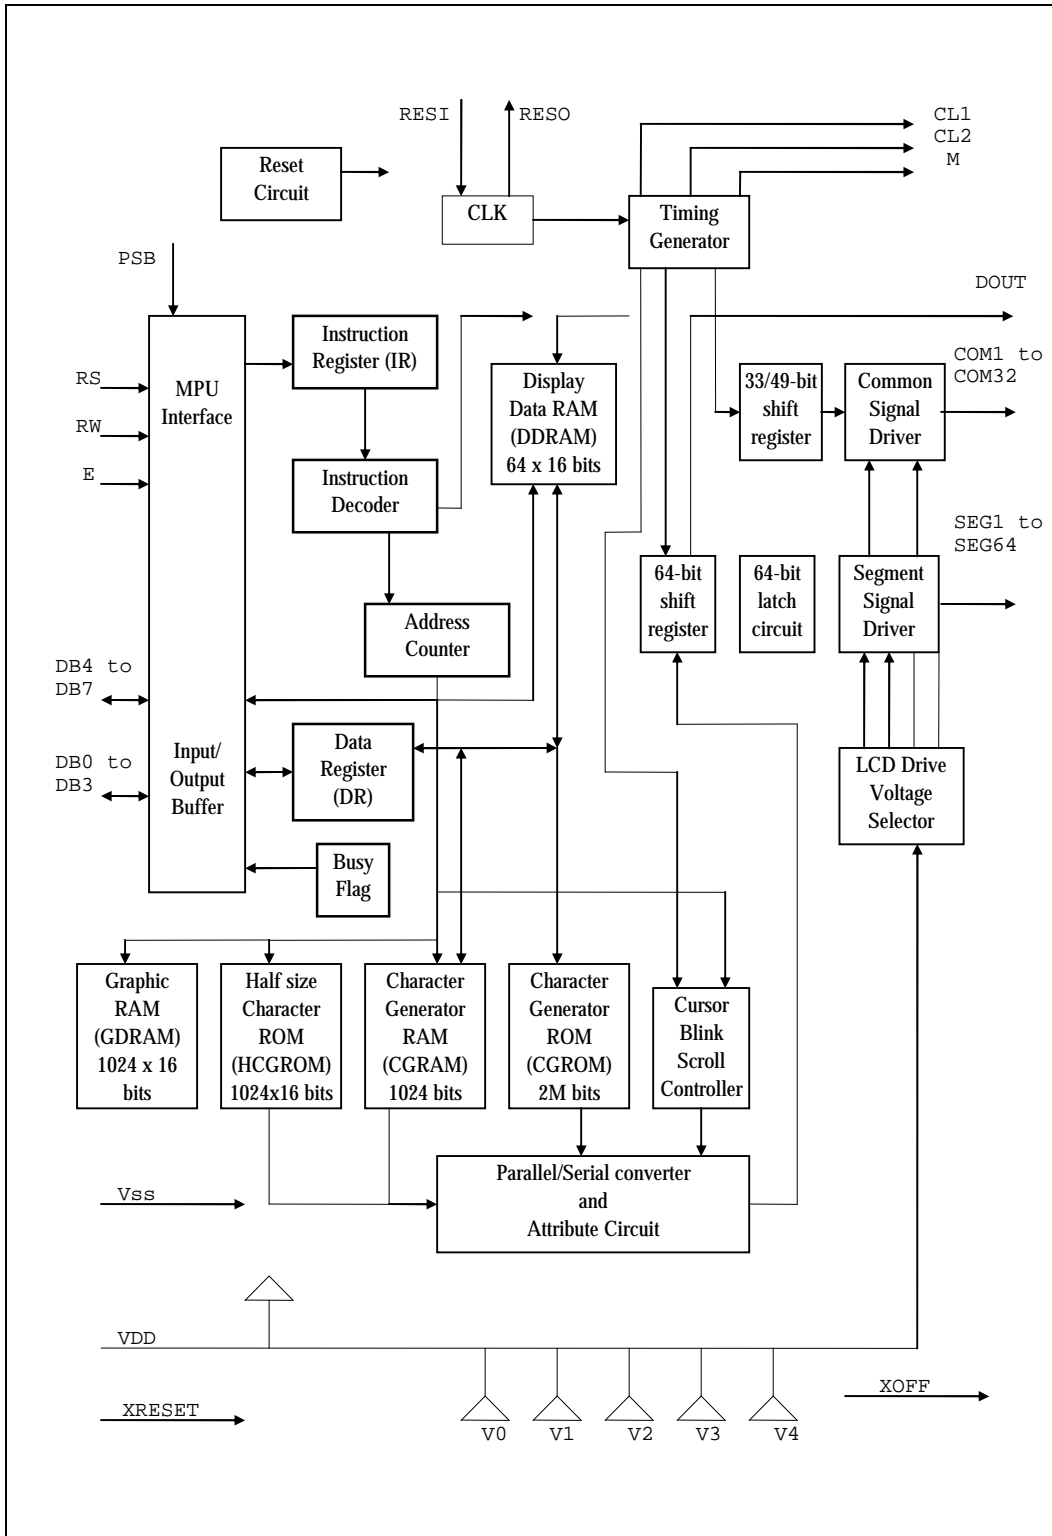 RESI
RESO
CL1
CL2
M
Reset
Circuit
CLK
Timing
Generator
PSB
DOUT
MPU
Interface
Instruction
Register (IR)
Display
Data RAM
(DDRAM)
64 x 16 bits
33/49-bit
shift
register
Common
Signal
Driver
COM1 to
COM32
RS
RW
E
Instruction
Decoder
SEG1 to
SEG64
64-bit
shift
register
64-bit
latch
circuit
Segment
Signal
Driver
Address
Counter
DB4 to
DB7
DB0 to
DB3
Input/
Output
Buffer
Data
Register
(DR)
LCD Drive
Voltage
Selector
Busy
Flag
Graphic
RAM
(GDRAM)
1024 x 16
bits
Half size
Character
ROM
(HCGROM)
1024x16 bits
Character
Generator
RAM
(CGRAM)
1024 bits
Character
Generator
ROM
(CGROM)
2M bits
Cursor
Blink
Scroll
Controller
Parallel/Serial converter
and
Attribute Circuit
Vss
VDD
XRESET
XOFF
V0
V1
V2
V3
V4